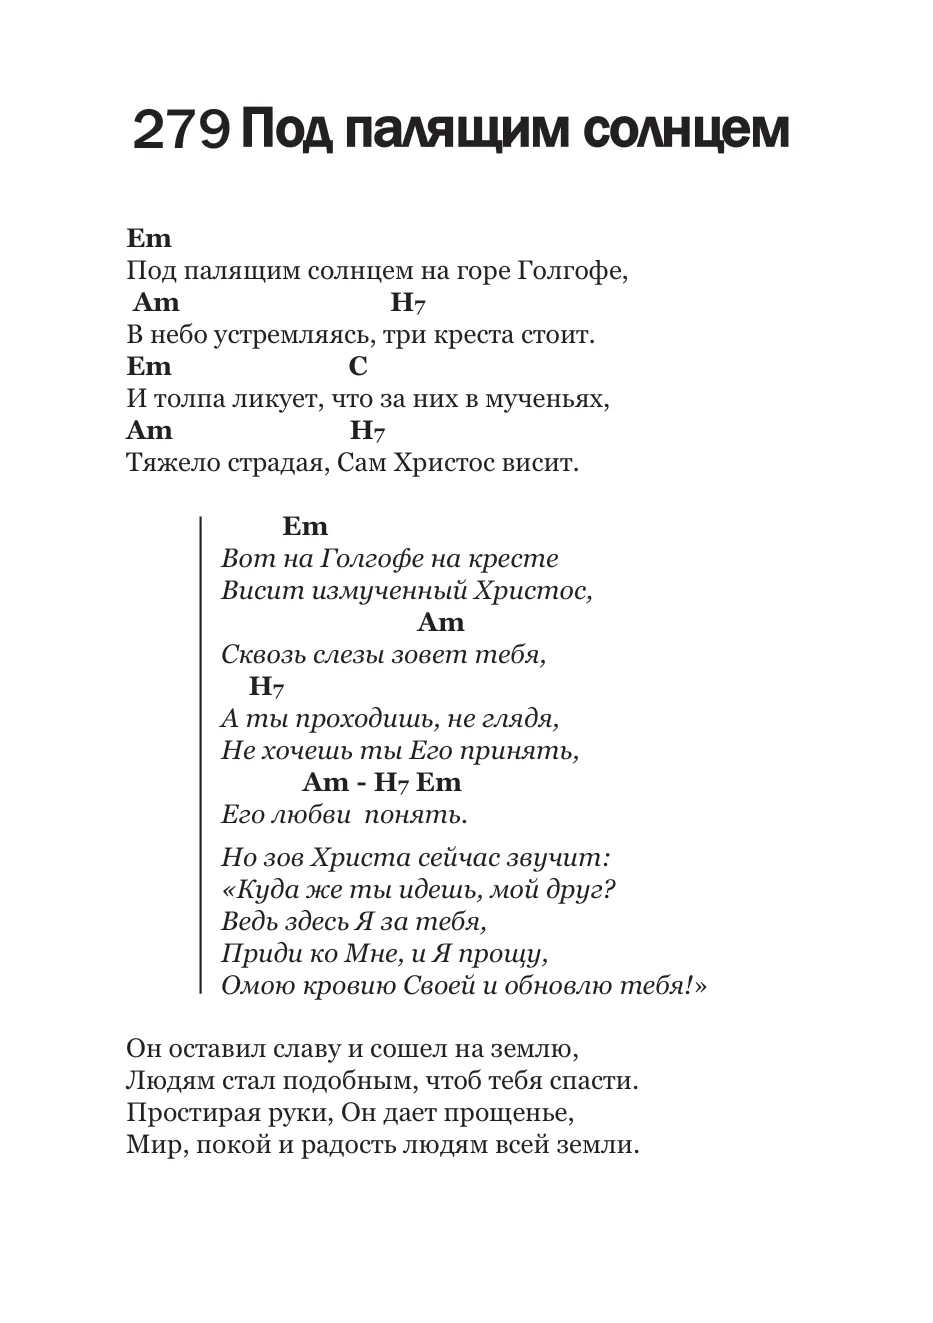 279 Под палящим солнцем
Em
Под палящим солнцем на горе Голгофе,
Am H7
В небо устремляясь, три креста стоит.
Em C
И толпа ликует, что за них в мученьях,
Am H7
Тяжело страдая, Сам Христос висит.
Em
Вот на Голгофе на кресте
Висит измученный Христос,
Am
Сквозь слезы зовет тебя,
H7
А ты проходишь, не глядя,
Не хочешь ты Его принять,
Am - H7 Em
Его любви понять.
Но зов Христа сейчас звучит:
«Куда же ты идешь, мой друг?
Ведь здесь Я за тебя,
Приди ко Мне, и Я прощу,
Омою кровию Своей и обновлю тебя!»
Он оставил славу и сошел на землю,
Людям стал подобным, чтоб тебя спасти.
Простирая руки, Он дает прощенье,
Мир, покой и радость людям всей земли.